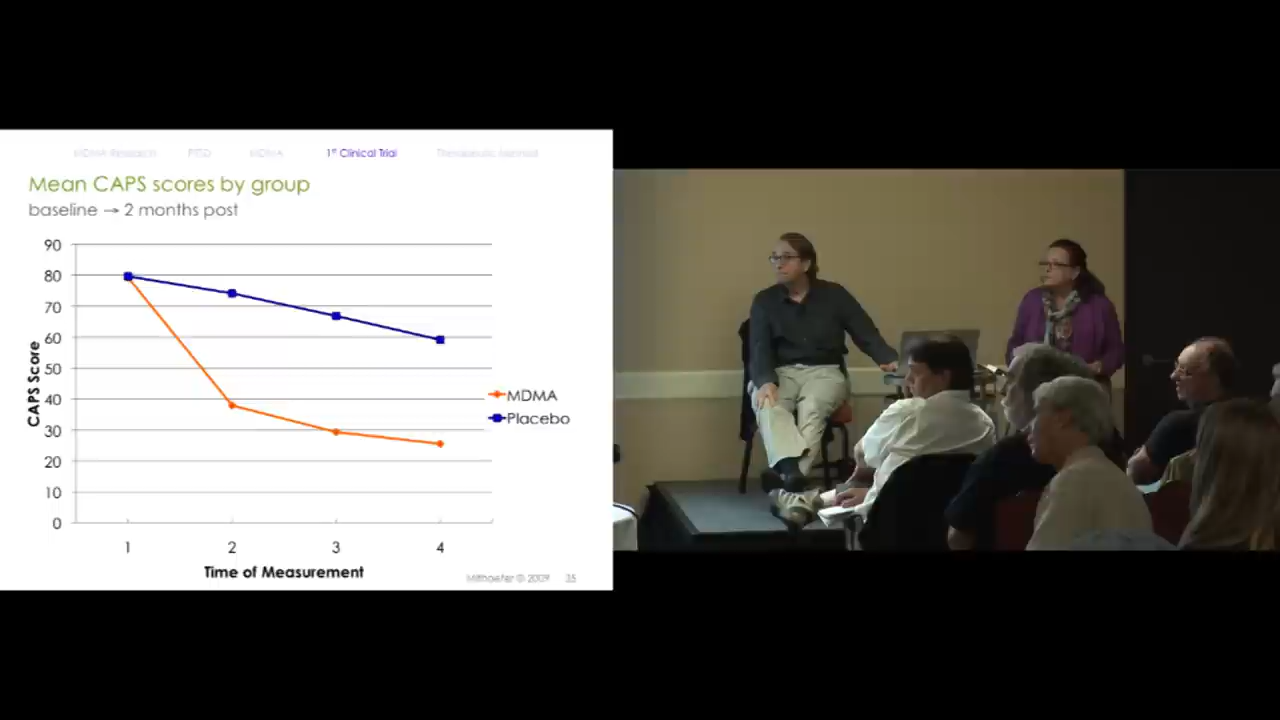 MDMA Research PTSD MDMA 1st Clinical Trial Therapeutic Method
Mean CAPS scores by group
baseline → 2 months post
90
80
70
60
50
40
30
20
10
0
CAPS Score
1 2 3 4
Time of Measurement
MDMA
Placebo
Mithoefer © 2009 35